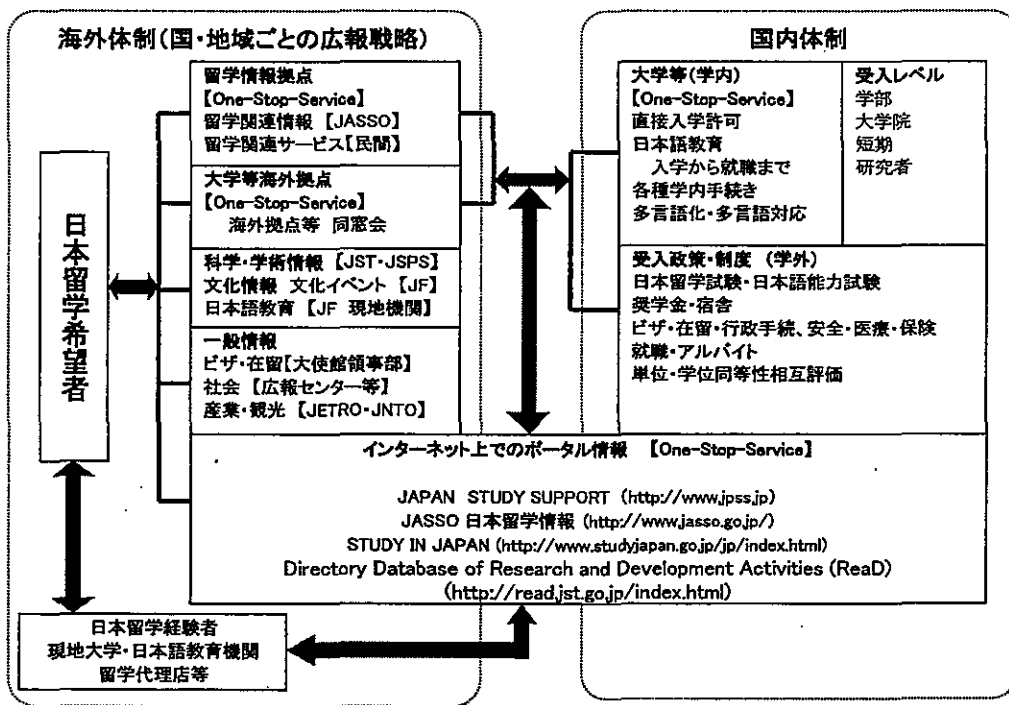 海外体制(国・地域ごとの広報戦略)
留学情報拠点
【One-Stop-Service】
留学関連情報 【JASSO】
留学関連サービス【民間】
大学等海外拠点
【One-Stop-Service】
海外拠点等 同窓会
科学・学術情報 【JST・JSPS】
文化情報 文化イベント 【JF】
日本語教育 【JF 現地機関】
一般情報
ビザ・在留【大使館領事部】
社会 【広報センター等】
産業・観光 【JETRO・JNTO】
日本留学希望者
国内体制
大学等(学内)
【One-Stop-Service】
直接入学許可
日本語教育
入学から就職まで
各種学内手続き
多言語化・多言語対応
受入レベル
学部
大学院
短期
研究者
受入政策・制度 (学外)
日本留学試験・日本語能力試験
奨学金・宿舎
ビザ・在留・行政手続、安全・医療・保険
就職・アルバイト
単位・学位同等性相互評価
インターネット上でのポータル情報 【One-Stop-Service】
JAPAN STUDY SUPPORT (http://www.jpss.jp)
JASSO 日本留学情報 (http://www.jasso.go.jp/)
STUDY IN JAPAN (http://www.studyjapan.go.jp/jp/index.html)
Directory Database of Research and Development Activities (ReaD)
(http://read.jst.go.jp/index.html)
日本留学経験者
現地大学・日本語教育機関
留学代理店等